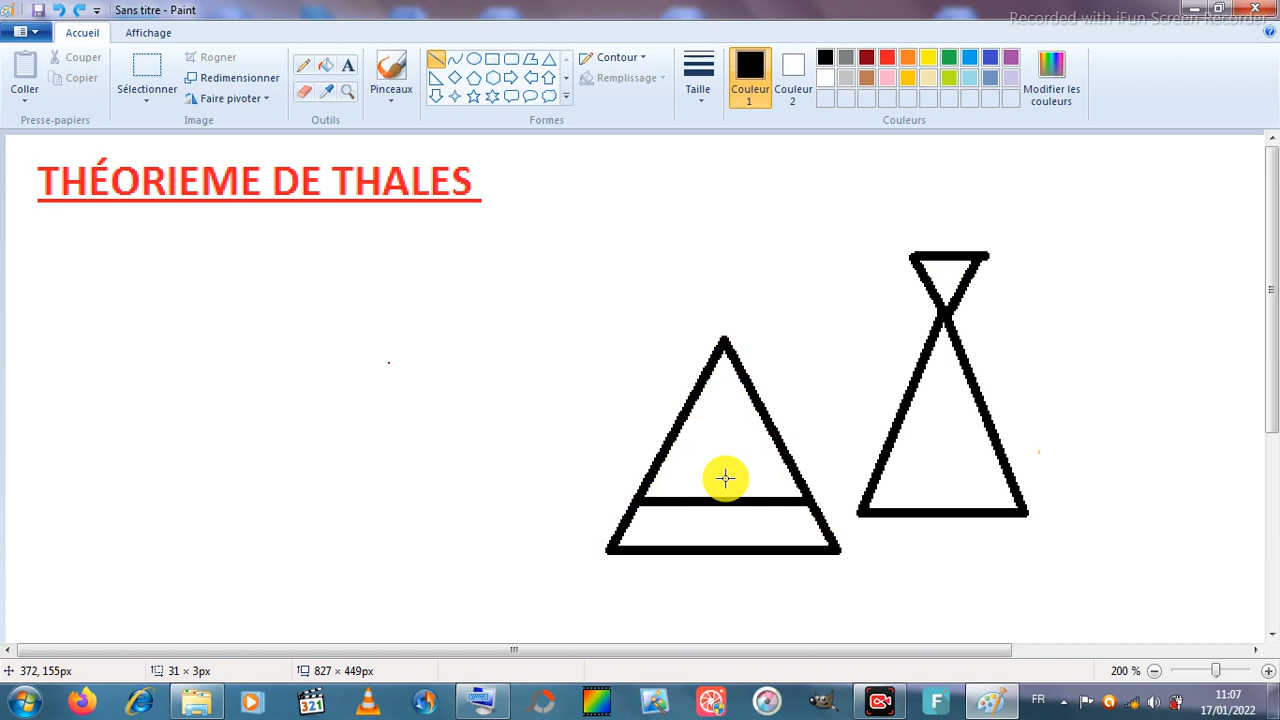 Sans titre - Paint
Recorded with iFun Screen Recorder
Accueil
Affichage
Coller
Couper
Copier
Presse-papiers
Sélectionner
Rogner
Redimensionner
Faire pivoter
Image
A
Outils
Pinceaux
Contour
Remplissage
Formes
Taille
Couleur 1
Couleur 2
Modifier les couleurs
Couleurs
THÉORIEME DE THALES
372, 155px
31 × 3px
827 × 449px
200 %
321
F
FR
11:07
17/01/2022